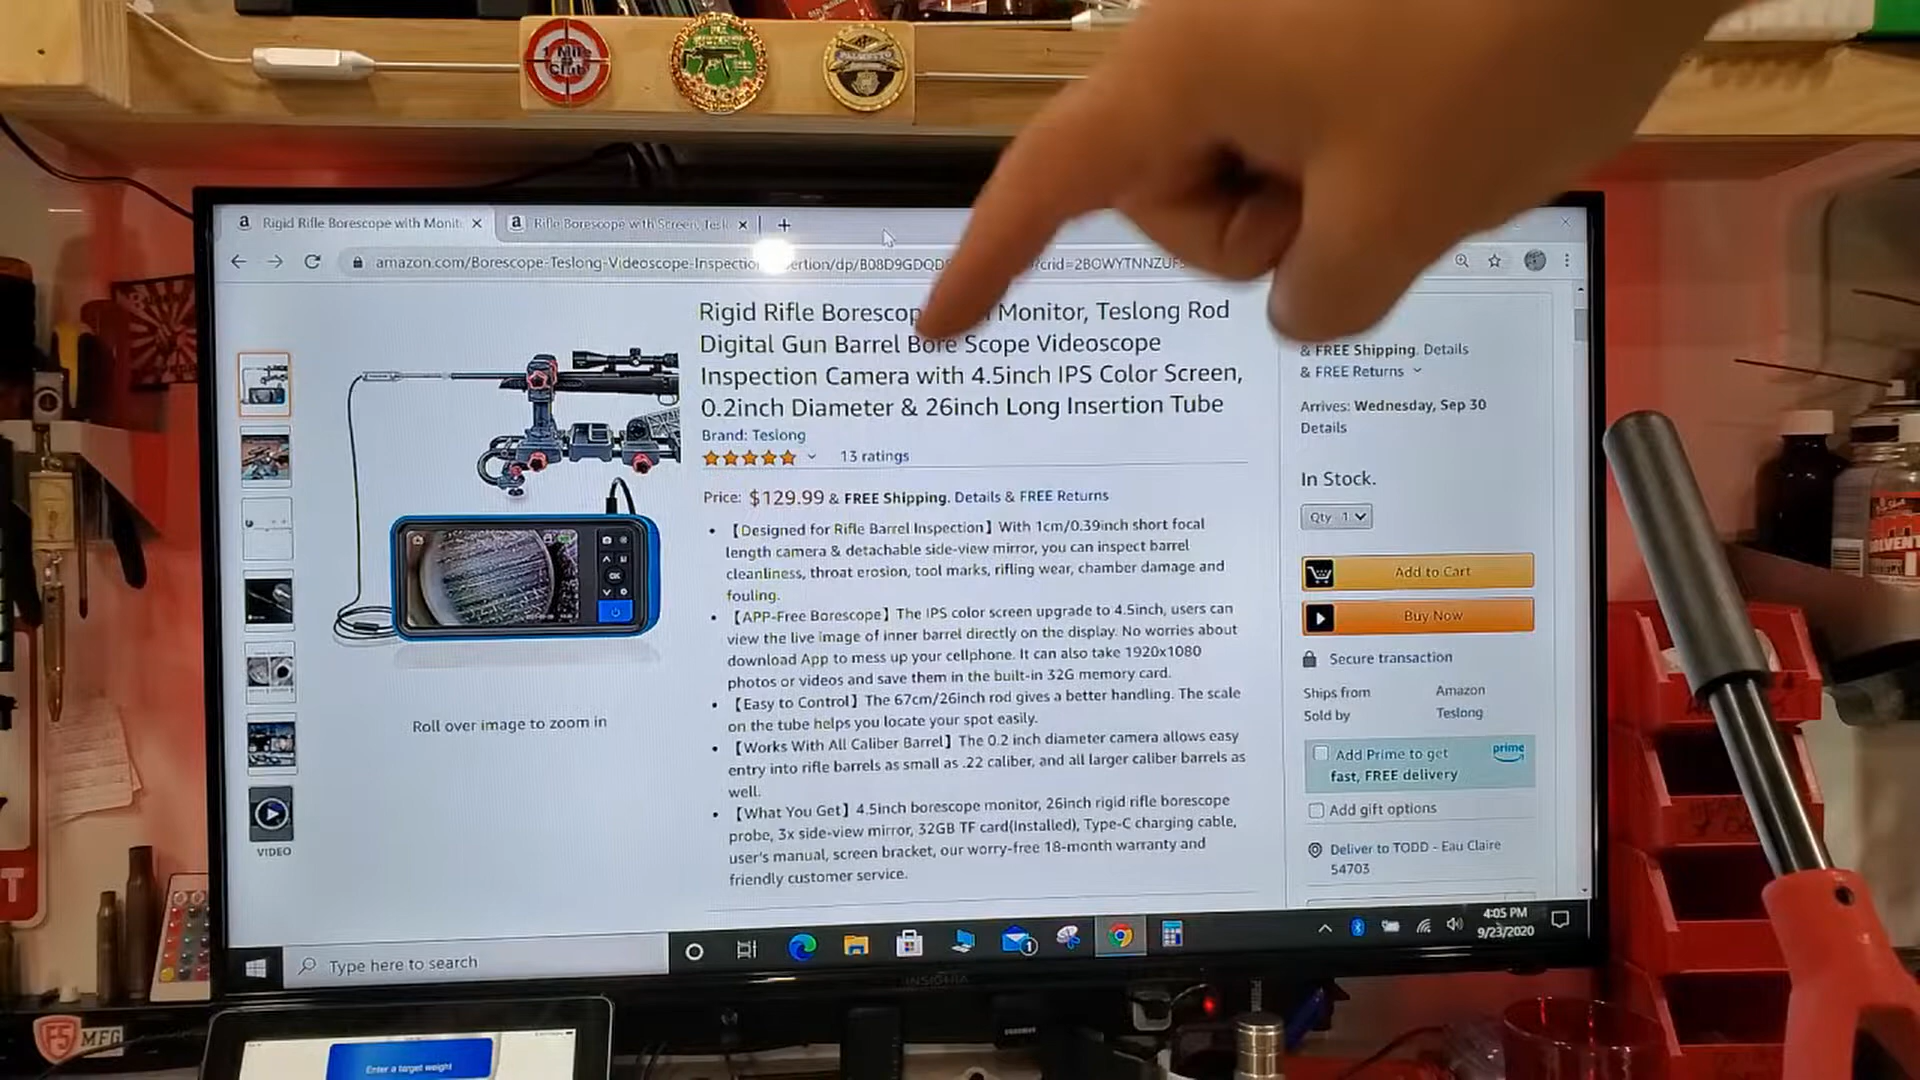 1 Mile
Club
PALMETTO
Rigid Rifle Borescope with Monit
Rifle Borescope with Screen, Tesl
amazon.com/Borescope-Teslong-Videoscope-Inspectio ertion/dp/B08D9GDQD ?crid=2BOWYTNNZUF
Rigid Rifle Borescop Monitor, Teslong Rod
Digital Gun Barrel Bore Scope Videoscope
Inspection Camera with 4.5inch IPS Color Screen,
0.2inch Diameter & 26inch Long Insertion Tube
Brand: Teslong
13 ratings
Price: $129.99 & FREE Shipping. Details & FREE Returns
• 【Designed for Rifle Barrel Inspection】With 1cm/0.39inch short focal
length camera & detachable side-view mirror, you can inspect barrel
cleanliness, throat erosion, tool marks, rifling wear, chamber damage and
fouling.
• 【APP-Free Borescope】The IPS color screen upgrade to 4.5inch, users can
view the live image of inner barrel directly on the display. No worries about
download App to mess up your cellphone. It can also take 1920x1080
photos or videos and save them in the built-in 32G memory card.
• 【Easy to Control】The 67cm/26inch rod gives a better handling. The scale
on the tube helps you locate your spot easily.
• 【Works With All Caliber Barrel】The 0.2 inch diameter camera allows easy
entry into rifle barrels as small as .22 caliber, and all larger caliber barrels as
well.
• 【What You Get】4.5inch borescope monitor, 26inch rigid rifle borescope
probe, 3x side-view mirror, 32GB TF card(Installed), Type-C charging cable,
user's manual, screen bracket, our worry-free 18-month warranty and
friendly customer service.
OK
Roll over image to zoom in
VIDEO
& FREE Shipping. Details
& FREE Returns
Arrives: Wednesday, Sep 30
Details
In Stock.
Qty 1
Add to Cart
Buy Now
Secure transaction
Ships from Amazon
Sold by Teslong
Add Prime to get
fast, FREE delivery
prime
Add gift options
Deliver to TODD - Eau Claire
54703
Type here to search
1
4:05 PM
9/23/2020
INSIGNIA
F5 MFG
Enter a target weight